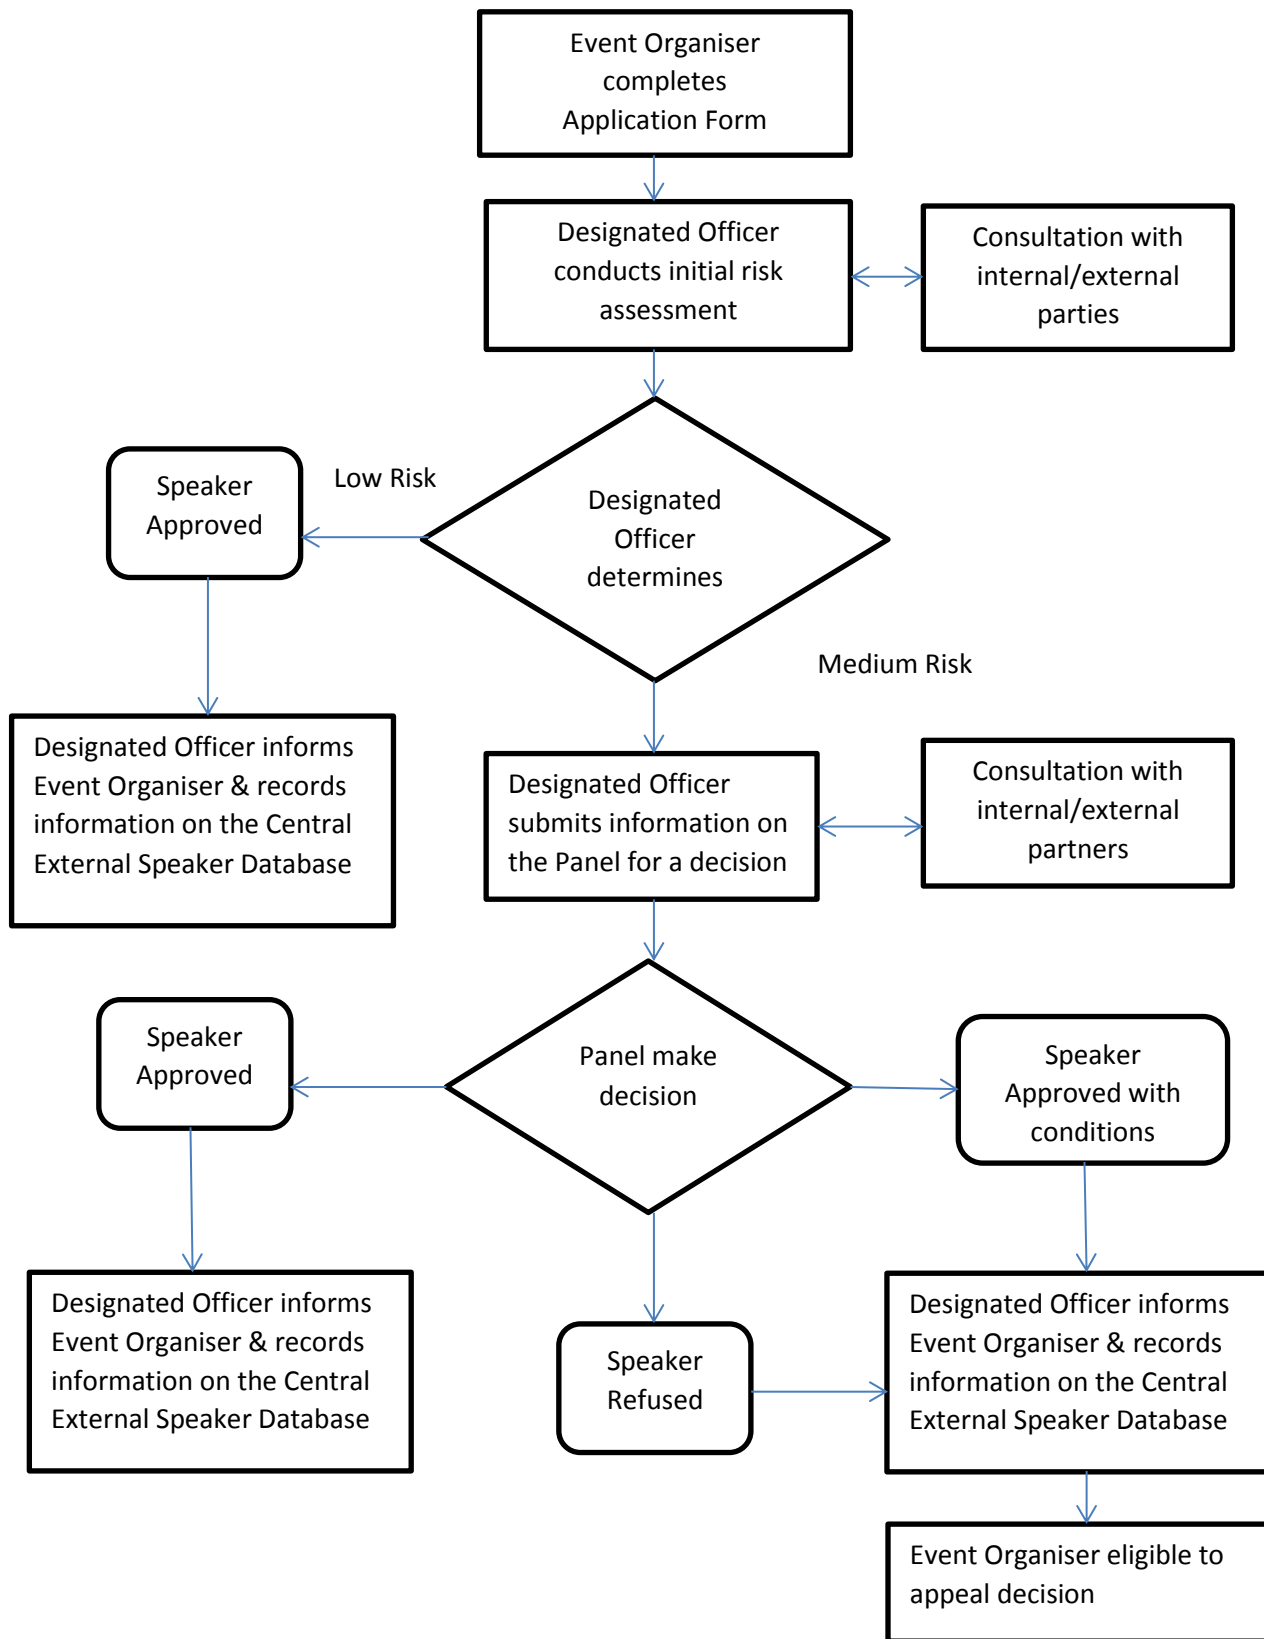 Event Organiser
completes
Application Form
Designated Officer
conducts initial risk
assessment
Consultation with
internal/external
parties
Speaker
Approved
Low Risk
Designated
Officer
determines
Medium Risk
Designated Officer informs
Event Organiser & records
information on the Central
External Speaker Database
Designated Officer
submits information on
the Panel for a decision
Consultation with
internal/external
partners
Speaker
Approved
Panel make
decision
Speaker
Approved with
conditions
Designated Officer informs
Event Organiser & records
information on the Central
External Speaker Database
Speaker
Refused
Designated Officer informs
Event Organiser & records
information on the Central
External Speaker Database
Event Organiser eligible to
appeal decision